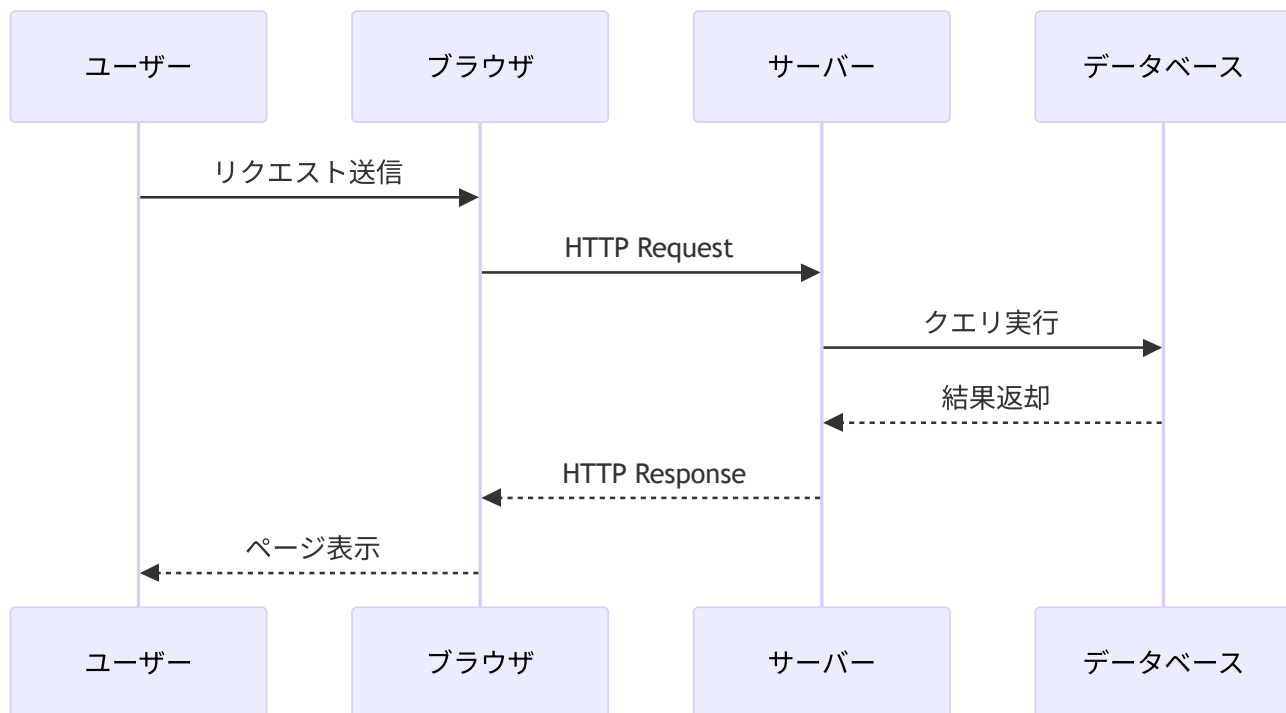 ユーザー
ブラウザ
サーバー
データベース
リクエスト送信
HTTP Request
クエリ実行
結果返却
HTTP Response
ページ表示
ユーザー
ブラウザ
サーバー
データベース